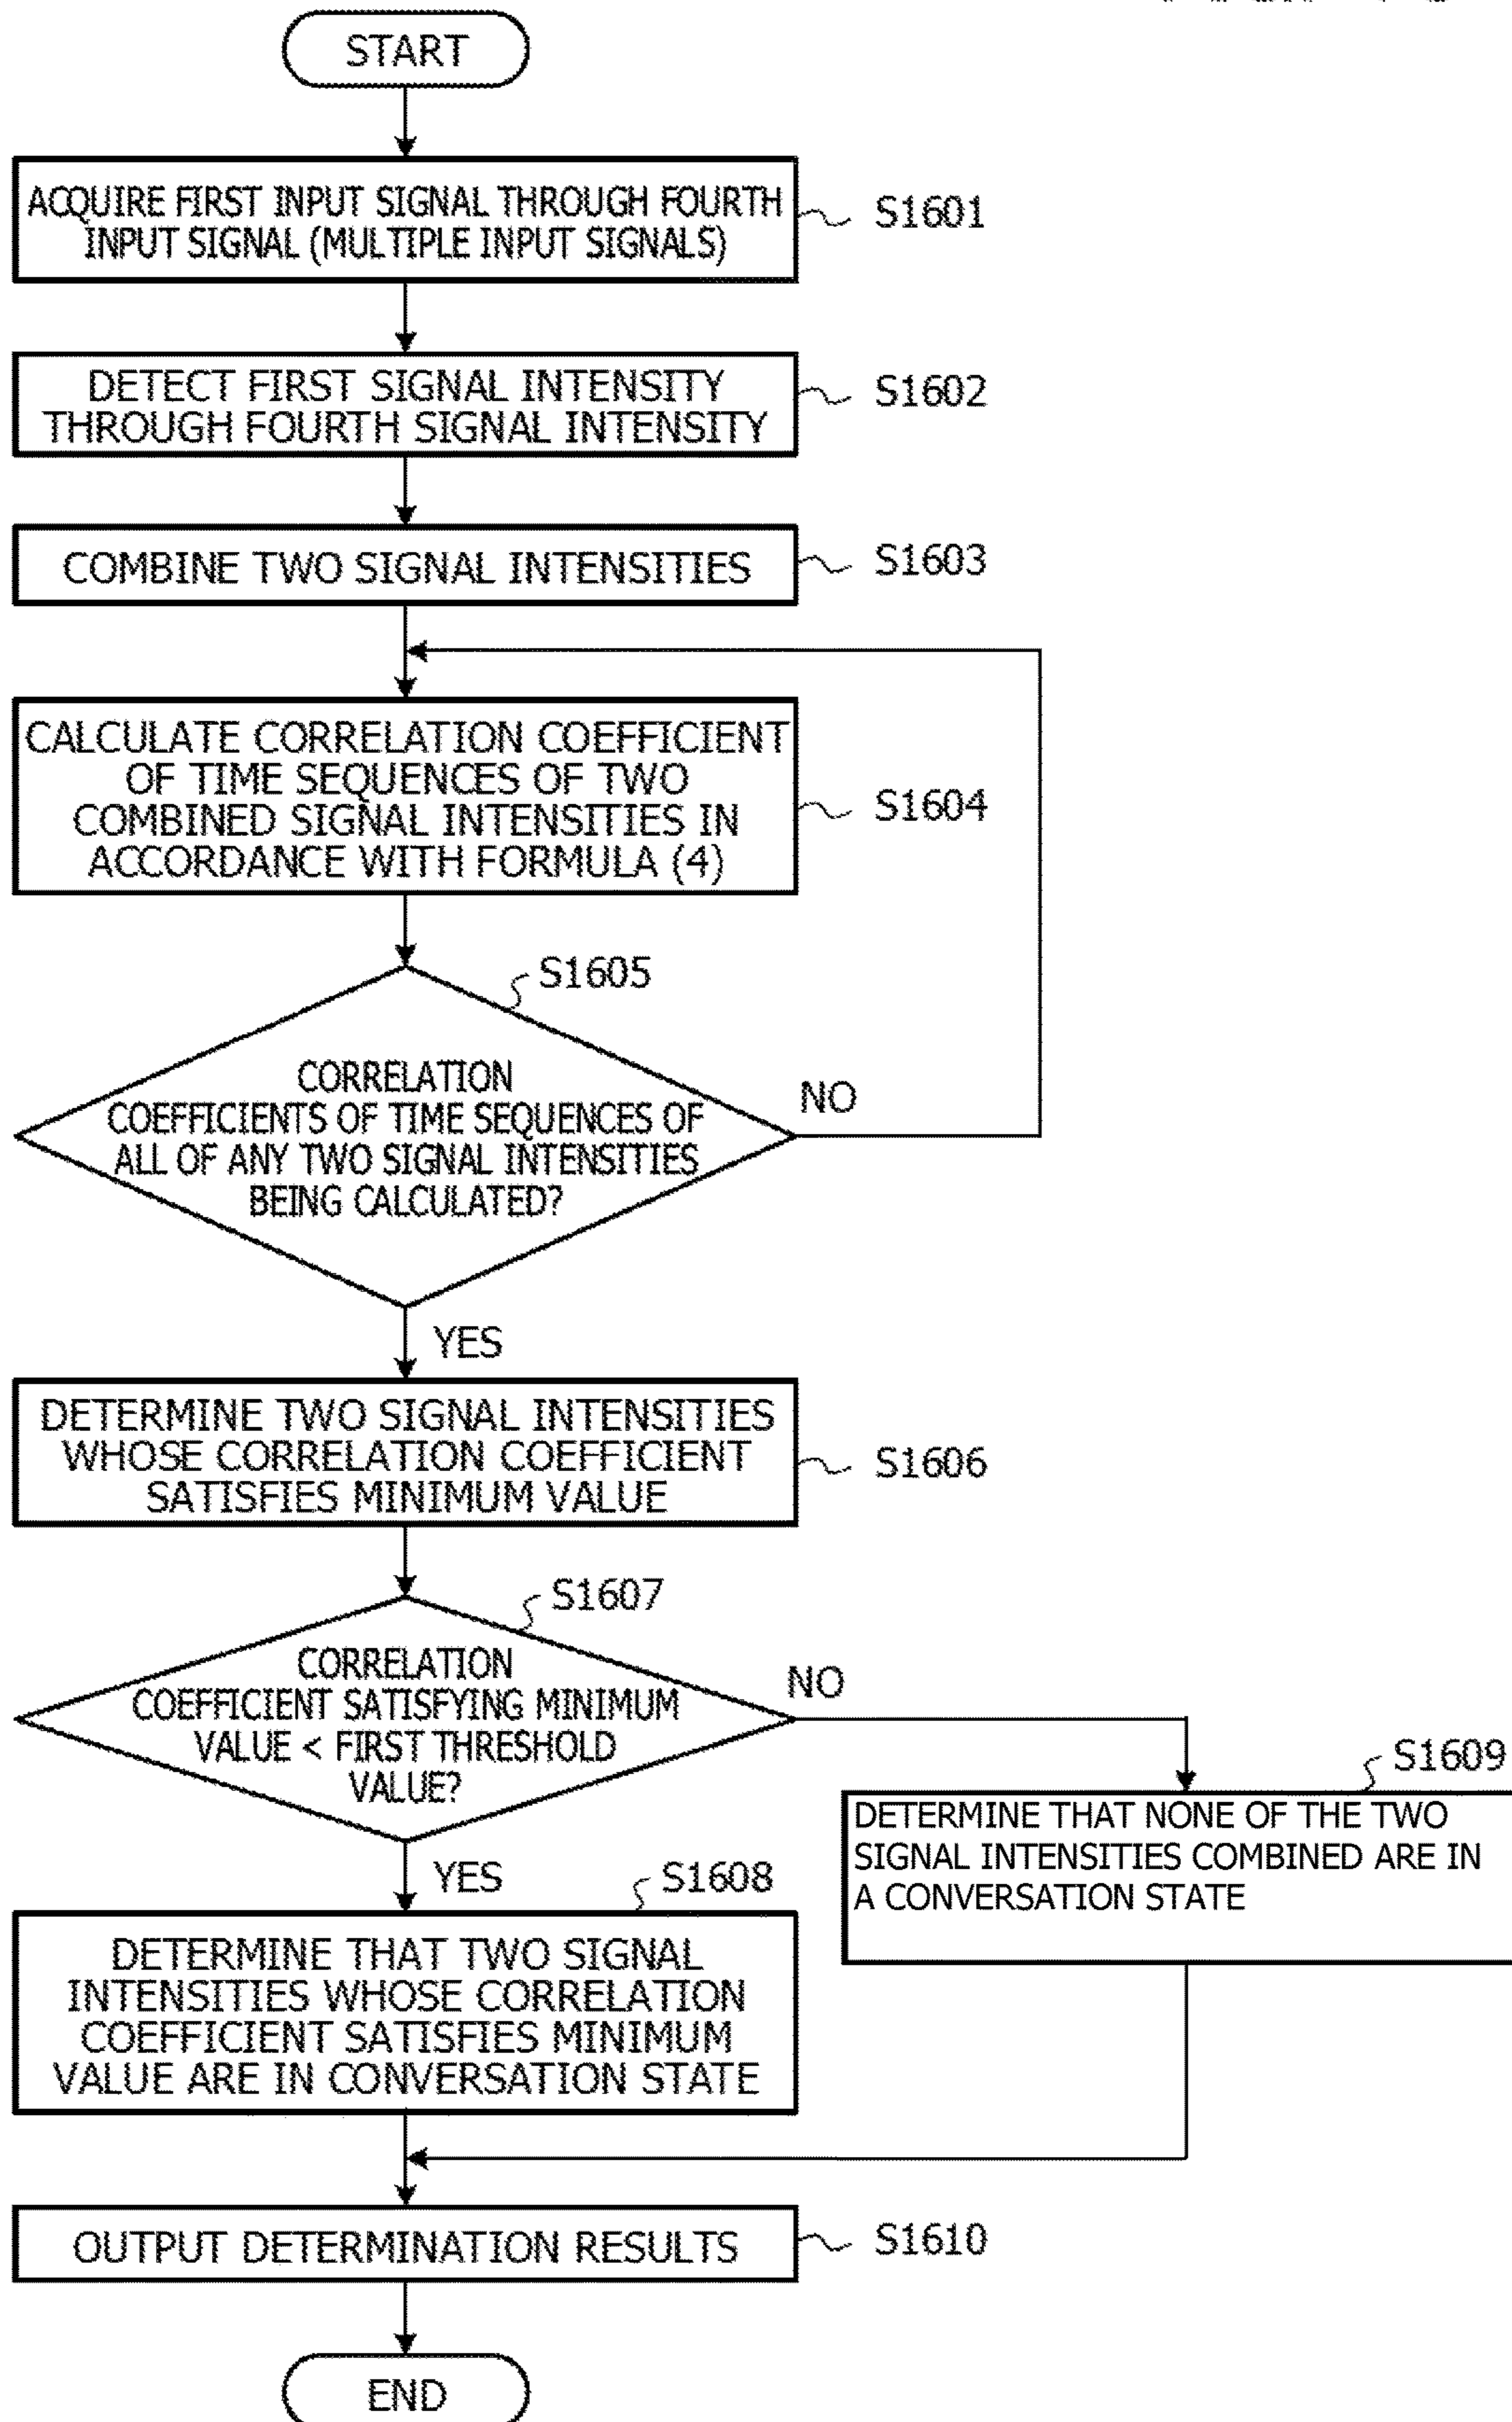 START
ACQUIRE FIRST INPUT SIGNAL THROUGH FOURTH
INPUT SIGNAL (MULTIPLE INPUT SIGNALS)
S1601
DETECT FIRST SIGNAL INTENSITY
THROUGH FOURTH SIGNAL INTENSITY
S1602
COMBINE TWO SIGNAL INTENSITIES
S1603
CALCULATE CORRELATION COEFFICIENT
OF TIME SEQUENCES OF TWO
COMBINED SIGNAL INTENSITIES IN
ACCORDANCE WITH FORMULA (4)
S1604
S1605
CORRELATION
COEFFICIENTS OF TIME SEQUENCES OF
ALL OF ANY TWO SIGNAL INTENSITIES
BEING CALCULATED?
NO
YES
DETERMINE TWO SIGNAL INTENSITIES
WHOSE CORRELATION COEFFICIENT
SATISFIES MINIMUM VALUE
S1606
S1607
CORRELATION
COEFFICIENT SATISFYING MINIMUM
VALUE < FIRST THRESHOLD
VALUE?
NO
YES
S1609
DETERMINE THAT NONE OF THE TWO
SIGNAL INTENSITIES COMBINED ARE IN
A CONVERSATION STATE
S1608
DETERMINE THAT TWO SIGNAL
INTENSITIES WHOSE CORRELATION
COEFFICIENT SATISFIES MINIMUM
VALUE ARE IN CONVERSATION STATE
OUTPUT DETERMINATION RESULTS
S1610
END